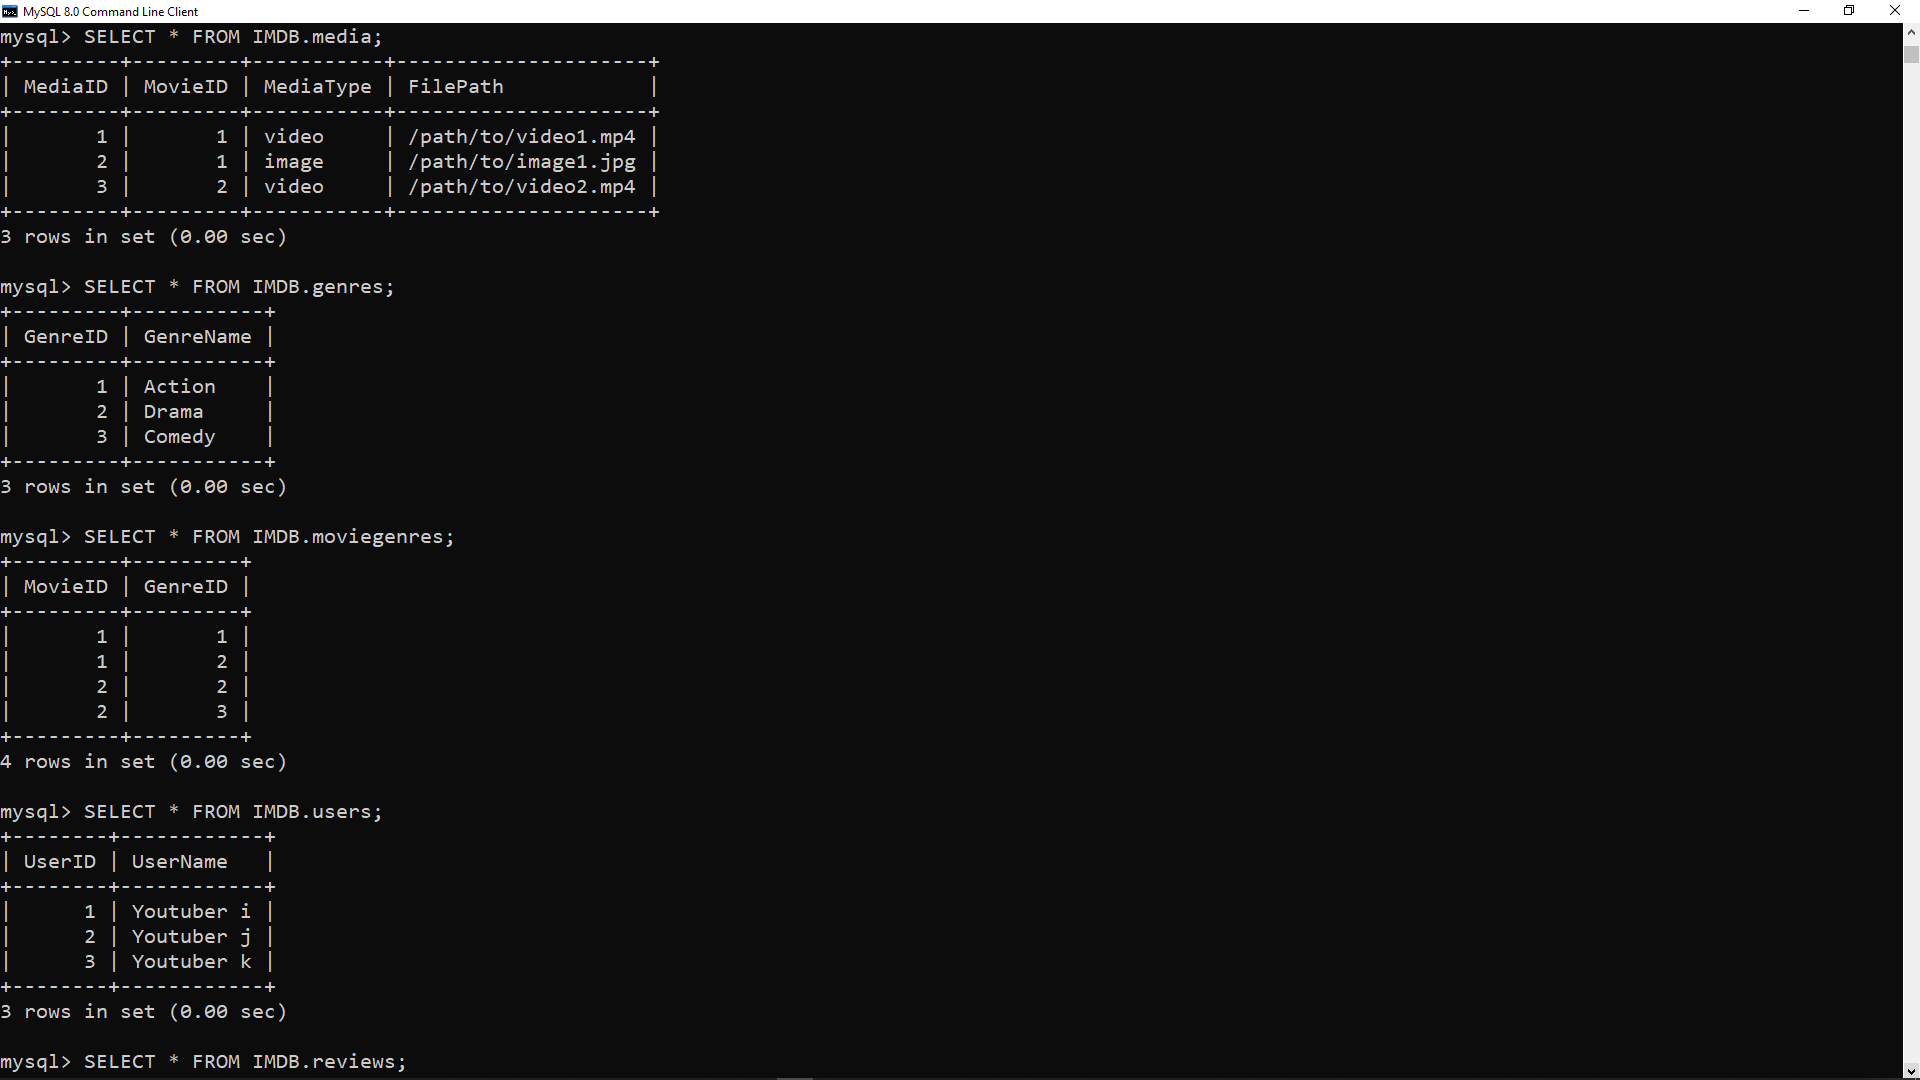 MySQL 8.0 Command Line Client
mysql> SELECT * FROM IMDB.media;
+---------+---------+-----------+---------------------+
| MediaID | MovieID | MediaType | FilePath            |
+---------+---------+-----------+---------------------+
|       1 |       1 | video     | /path/to/video1.mp4 |
|       2 |       1 | image     | /path/to/image1.jpg |
|       3 |       2 | video     | /path/to/video2.mp4 |
+---------+---------+-----------+---------------------+
3 rows in set (0.00 sec)

mysql> SELECT * FROM IMDB.genres;
+---------+-----------+
| GenreID | GenreName |
+---------+-----------+
|       1 | Action    |
|       2 | Drama     |
|       3 | Comedy    |
+---------+-----------+
3 rows in set (0.00 sec)

mysql> SELECT * FROM IMDB.moviegenres;
+---------+---------+
| MovieID | GenreID |
+---------+---------+
|       1 |       1 |
|       1 |       2 |
|       2 |       2 |
|       2 |       3 |
+---------+---------+
4 rows in set (0.00 sec)

mysql> SELECT * FROM IMDB.users;
+--------+------------+
| UserID | UserName   |
+--------+------------+
|      1 | Youtuber i |
|      2 | Youtuber j |
|      3 | Youtuber k |
+--------+------------+
3 rows in set (0.00 sec)

mysql> SELECT * FROM IMDB.reviews;